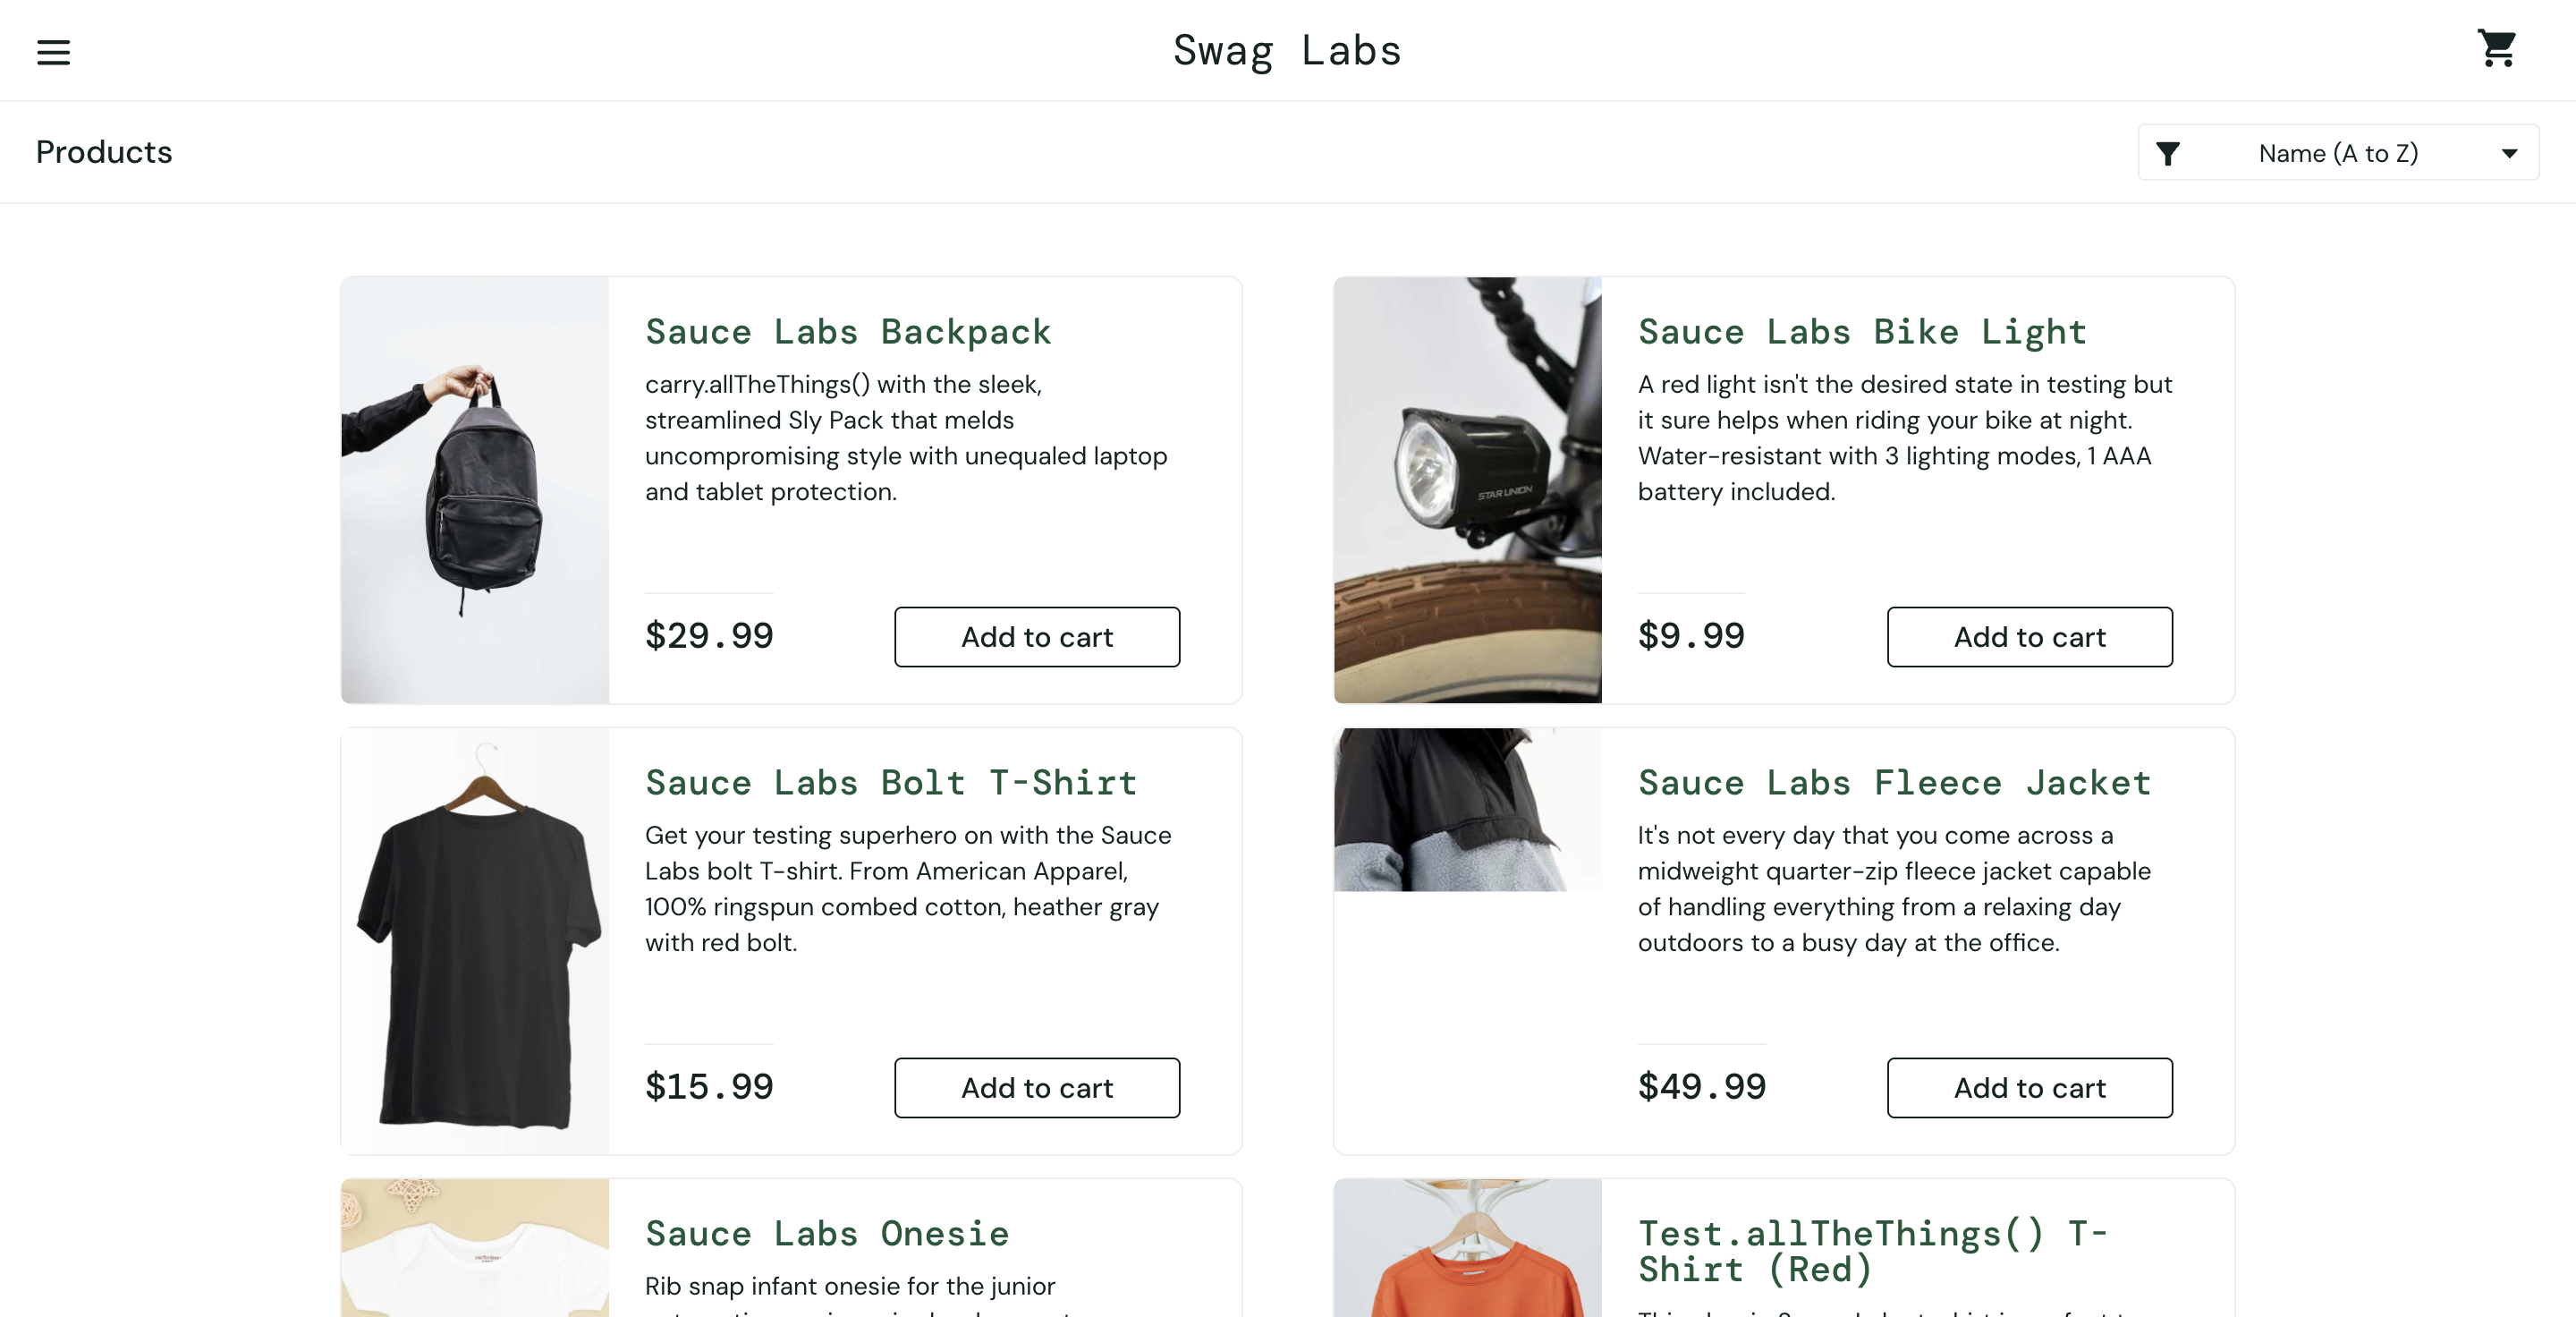 Swag Labs
Products
Name (A to Z)
Sauce Labs Backpack
carry.allTheThings() with the sleek,
streamlined Sly Pack that melds
uncompromising style with unequaled laptop
and tablet protection.
$29.99
Add to cart
Sauce Labs Bike Light
A red light isn't the desired state in testing but
it sure helps when riding your bike at night.
Water-resistant with 3 lighting modes, 1 AAA
battery included.
STAR UNION
$9.99
Add to cart
Sauce Labs Bolt T-Shirt
Get your testing superhero on with the Sauce
Labs bolt T-shirt. From American Apparel,
100% ringspun combed cotton, heather gray
with red bolt.
$15.99
Add to cart
Sauce Labs Fleece Jacket
It's not every day that you come across a
midweight quarter-zip fleece jacket capable
of handling everything from a relaxing day
outdoors to a busy day at the office.
$49.99
Add to cart
Sauce Labs Onesie
Rib snap infant onesie for the junior
Test.allTheThings() T-
Shirt (Red)